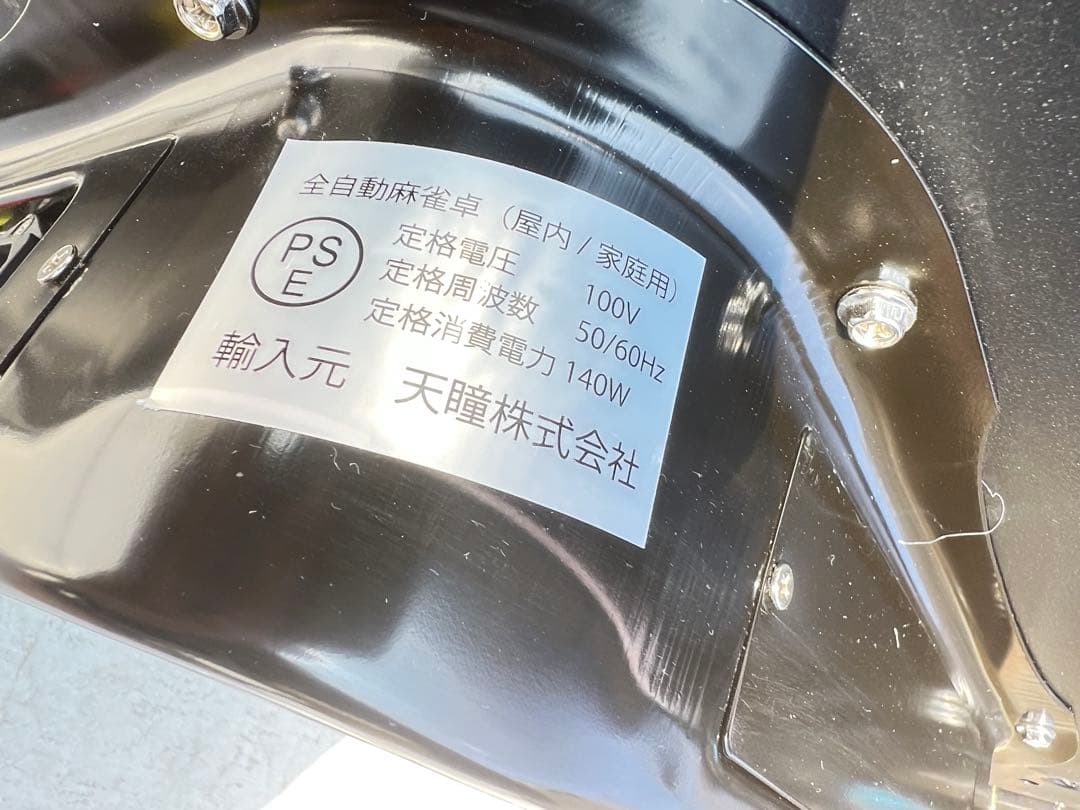 全自動麻雀卓（屋内 / 家庭用）
PS
E
定格電圧 100V
定格周波数 50/60Hz
定格消費電力 140W
輸入元 天瞳株式会社